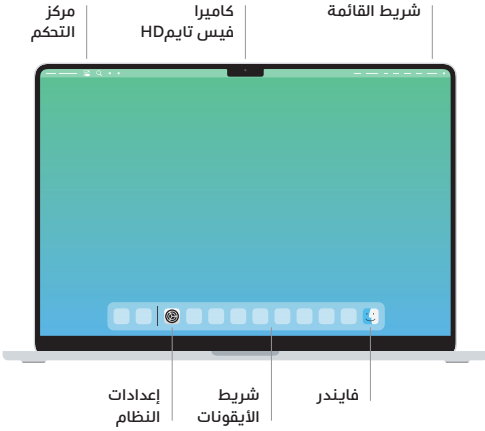 شريط القائمة
كاميرا
فيس تايمHD
مركز
التحكم
فايندر
شريط
الأيقونات
إعدادات
النظام